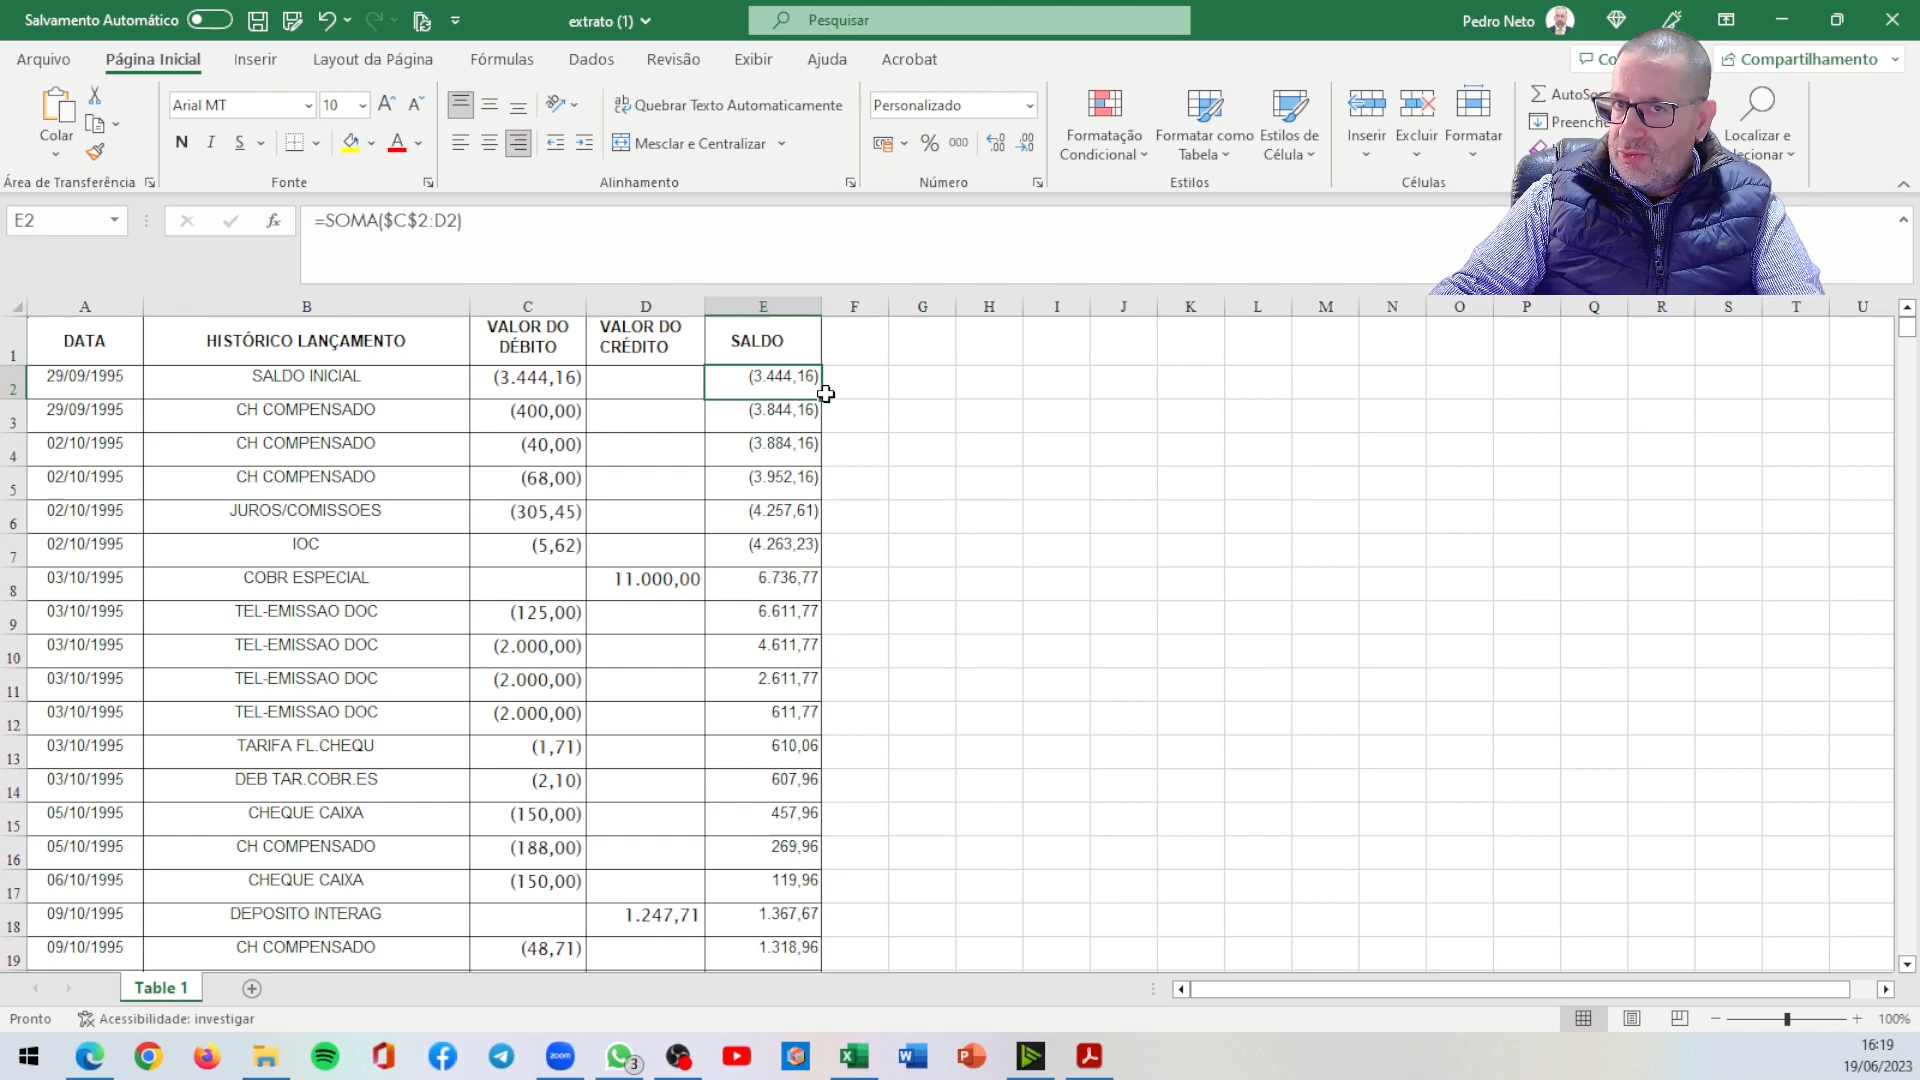 Salvamento Automático
extrato (1)
Pesquisar
Pedro Neto
Arquivo Página Inicial Inserir Layout da Página Fórmulas Dados Revisão Exibir Ajuda Acrobat
Compartilhamento
Colar
Arial MT 10
N I S
Quebrar Texto Automaticamente
Mesclar e Centralizar
Personalizado
% 000
Formatação Condicional
Formatar como Tabela
Estilos de Célula
Inserir
Excluir
Formatar
Localizar e
Área de Transferência Fonte Alinhamento Número Estilos Células
E2 fx =SOMA($C$2:D2)
A B C D E F G H I J K L M N O P Q R S T U
1 DATA HISTÓRICO LANÇAMENTO VALOR DO DÉBITO VALOR DO CRÉDITO SALDO
2 29/09/1995 SALDO INICIAL (3.444,16) (3.444,16)
3 29/09/1995 CH COMPENSADO (400,00) (3.844,16)
4 02/10/1995 CH COMPENSADO (40,00) (3.884,16)
5 02/10/1995 CH COMPENSADO (68,00) (3.952,16)
6 02/10/1995 JUROS/COMISSOES (305,45) (4.257,61)
7 02/10/1995 IOC (5,62) (4.263,23)
8 03/10/1995 COBR ESPECIAL 11.000,00 6.736,77
9 03/10/1995 TEL-EMISSAO DOC (125,00) 6.611,77
10 03/10/1995 TEL-EMISSAO DOC (2.000,00) 4.611,77
11 03/10/1995 TEL-EMISSAO DOC (2.000,00) 2.611,77
12 03/10/1995 TEL-EMISSAO DOC (2.000,00) 611,77
13 03/10/1995 TARIFA FL.CHEQU (1,71) 610,06
14 03/10/1995 DEB TAR.COBR.ES (2,10) 607,96
15 05/10/1995 CHEQUE CAIXA (150,00) 457,96
16 05/10/1995 CH COMPENSADO (188,00) 269,96
17 06/10/1995 CHEQUE CAIXA (150,00) 119,96
18 09/10/1995 DEPOSITO INTERAG 1.247,71 1.367,67
19 09/10/1995 CH COMPENSADO (48,71) 1.318,96
Table 1
Pronto
Acessibilidade: investigar
100%
zoom
3
16:19
19/06/2023